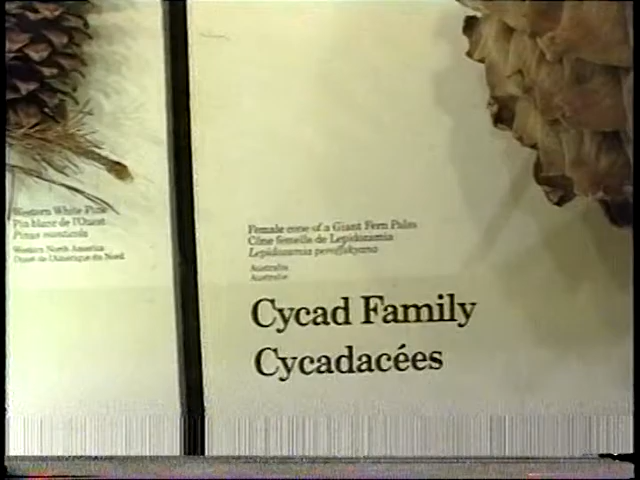 Western White Pine
Pin blanc de l'Ouest
Pinus monticola
Western North America
Ouest de l'Amérique du Nord
Female cone of a Giant Fern Palm
Cône femelle de Lepidozamia
Lepidozamia peroffskyana
Australia
Australie
Cycad Family
Cycadacées